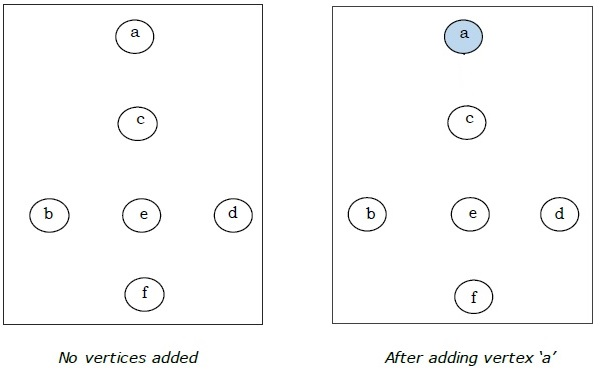 a
c
b e d
f
No vertices added
a
c
b e d
f
After adding vertex ‘a’